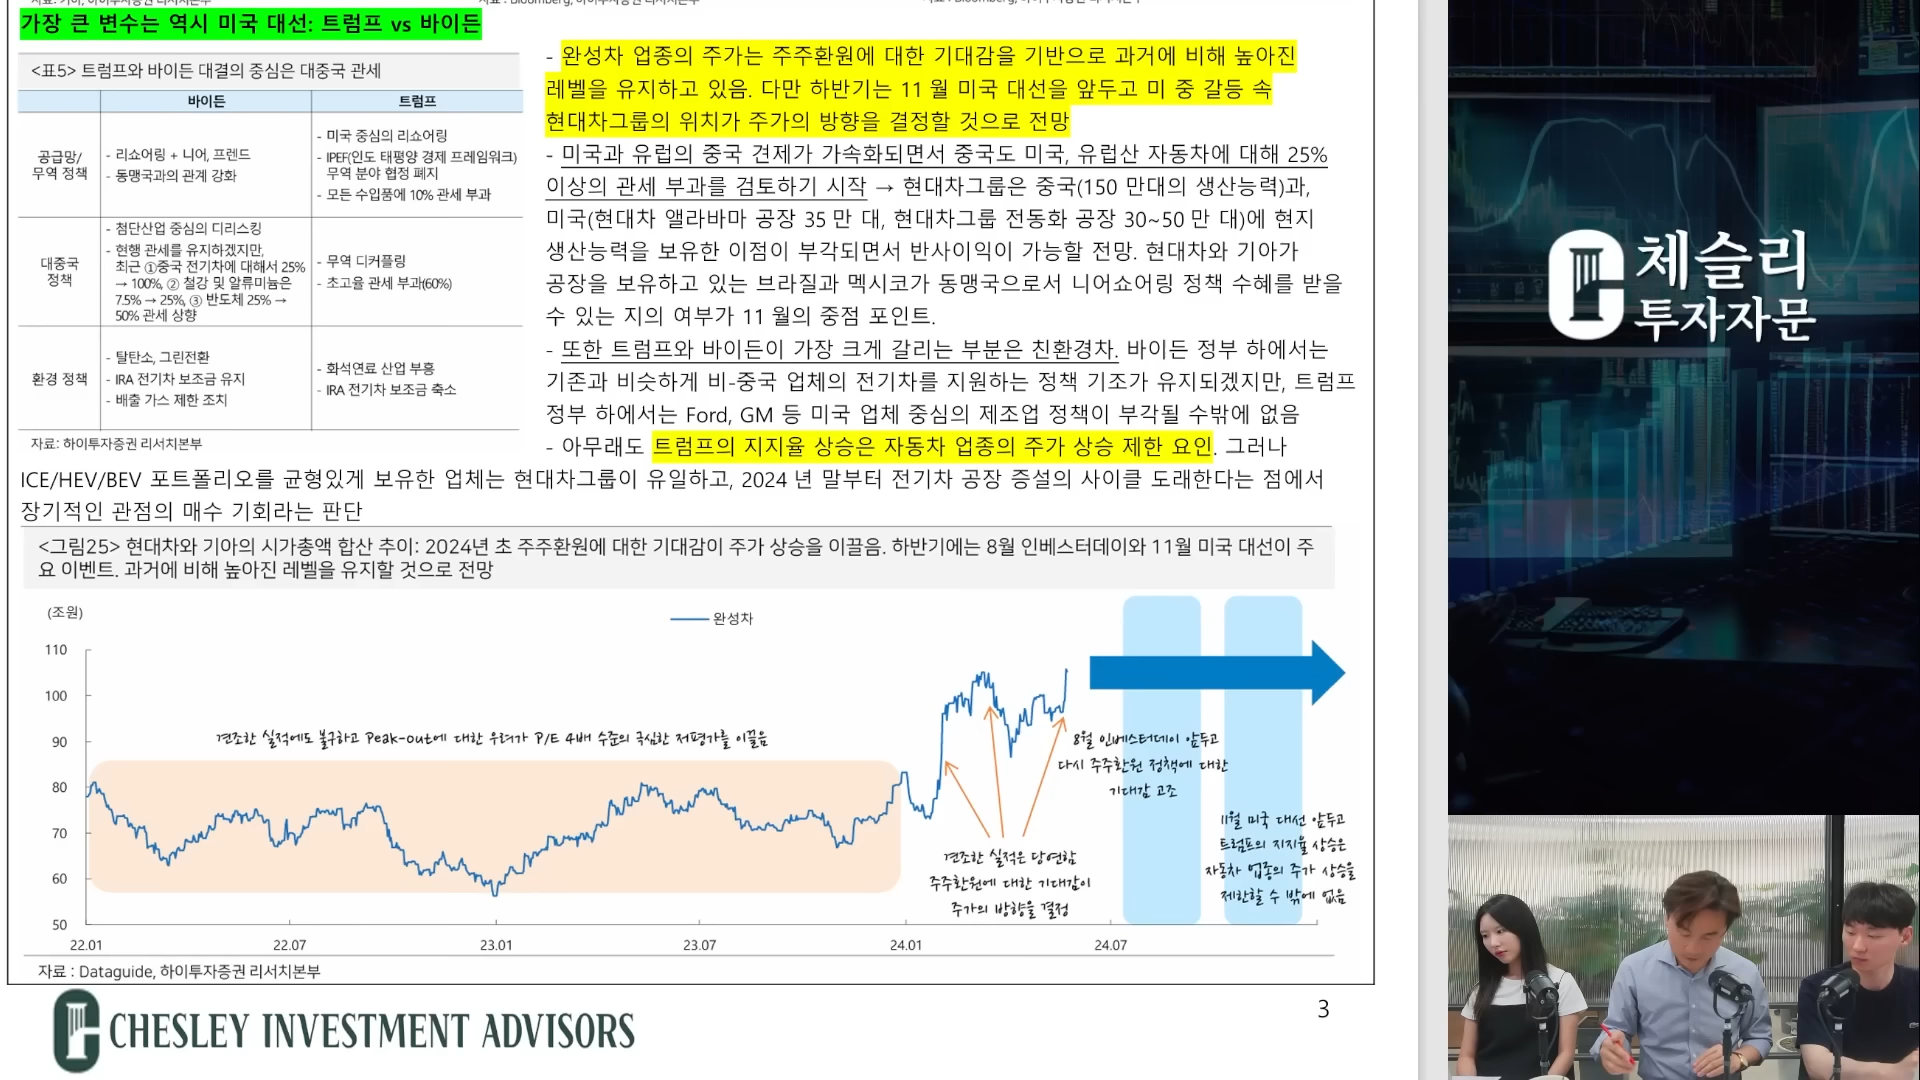 가장 큰 변수는 역시 미국 대선: 트럼프 vs 바이든
<표5> 트럼프와 바이든 대결의 중심은 대중국 관세
바이든 트럼프
공급망/
무역 정책
- 리쇼어링 + 니어, 프렌드
- 동맹국과의 관계 강화
- 미국 중심의 리쇼어링
- IPEF(인도 태평양 경제 프레임워크)
무역 분야 협정 폐지
- 모든 수입품에 10% 관세 부과
대중국
정책
- 첨단산업 중심의 디리스킹
- 현행 관세를 유지하겠지만,
최근 ①중국 전기차에 대해서 25%
→ 100%, ② 철강 및 알류미늄은
7.5% → 25%, ③ 반도체 25% →
50% 관세 상향
- 무역 디커플링
- 초고율 관세 부과(60%)
환경 정책
- 탈탄소, 그린전환
- IRA 전기차 보조금 유지
- 배출 가스 제한 조치
- 화석연료 산업 부흥
- IRA 전기차 보조금 축소
자료: 하이투자증권 리서치본부
- 완성차 업종의 주가는 주주환원에 대한 기대감을 기반으로 과거에 비해 높아진
레벨을 유지하고 있음. 다만 하반기는 11 월 미국 대선을 앞두고 미 중 갈등 속
현대차그룹의 위치가 주가의 방향을 결정할 것으로 전망
- 미국과 유럽의 중국 견제가 가속화되면서 중국도 미국, 유럽산 자동차에 대해 25%
이상의 관세 부과를 검토하기 시작 → 현대차그룹은 중국(150 만대의 생산능력)과,
미국(현대차 앨라바마 공장 35 만 대, 현대차그룹 전동화 공장 30~50 만 대)에 현지
생산능력을 보유한 이점이 부각되면서 반사이익이 가능할 전망. 현대차와 기아가
공장을 보유하고 있는 브라질과 멕시코가 동맹국으로서 니어쇼어링 정책 수혜를 받을
수 있는 지의 여부가 11 월의 중점 포인트.
- 또한 트럼프와 바이든이 가장 크게 갈리는 부분은 친환경차. 바이든 정부 하에서는
기존과 비슷하게 비-중국 업체의 전기차를 지원하는 정책 기조가 유지되겠지만, 트럼프
정부 하에서는 Ford, GM 등 미국 업체 중심의 제조업 정책이 부각될 수밖에 없음
- 아무래도 트럼프의 지지율 상승은 자동차 업종의 주가 상승 제한 요인. 그러나
ICE/HEV/BEV 포트폴리오를 균형있게 보유한 업체는 현대차그룹이 유일하고, 2024 년 말부터 전기차 공장 증설의 사이클 도래한다는 점에서
장기적인 관점의 매수 기회라는 판단
<그림25> 현대차와 기아의 시가총액 합산 추이: 2024년 초 주주환원에 대한 기대감이 주가 상승을 이끌음. 하반기에는 8월 인베스터데이와 11월 미국 대선이 주
요 이벤트. 과거에 비해 높아진 레벨을 유지할 것으로 전망
(조원)
완성차
110
100
90
80
70
60
50
견조한 실적에도 불구하고 Peak-out에 대한 우려가 P/E 4배 수준의 극심한 저평가를 이끌음
8월 인베스터데이 앞두고
다시 주주환원 정책에 대한
기대감 고조
견조한 실적은 당연함
주주환원에 대한 기대감이
주가의 방향을 결정
11월 미국 대선 앞두고
트럼프의 지지율 상승은
자동차 업종의 주가 상승을
제한할 수 밖에 없음
22.01 22.07 23.01 23.07 24.01 24.07
자료 : Dataguide, 하이투자증권 리서치본부
CHESLEY INVESTMENT ADVISORS
3
체슬리
투자자문